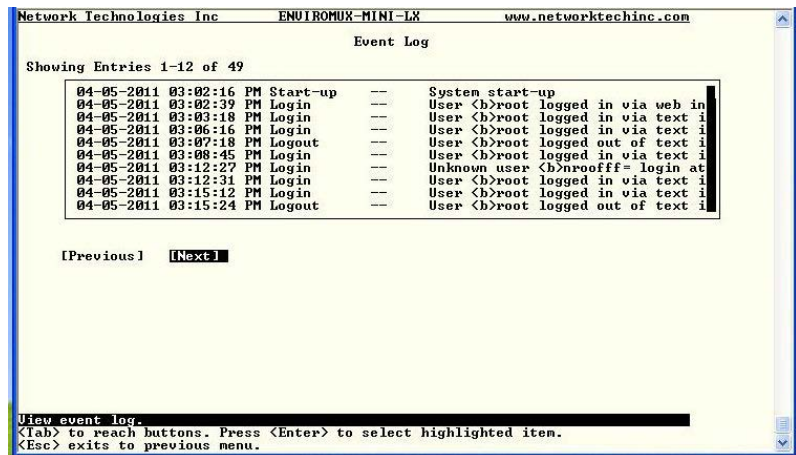 Network Technologies Inc ENVIROMUX-MINI-LX www.networktechinc.com
Event Log
Showing Entries 1-12 of 49
04-05-2011 03:02:16 PM Start-up -- System start-up
04-05-2011 03:02:39 PM Login -- User <b>root logged in via web in
04-05-2011 03:03:18 PM Login -- User <b>root logged in via text i
04-05-2011 03:06:16 PM Login -- User <b>root logged in via text i
04-05-2011 03:07:18 PM Logout -- User <b>root logged out of text i
04-05-2011 03:08:45 PM Login -- User <b>root logged in via text i
04-05-2011 03:12:27 PM Login -- Unknown user <b>nroofff= login at
04-05-2011 03:12:31 PM Login -- User <b>root logged in via text i
04-05-2011 03:15:12 PM Login -- User <b>root logged in via text i
04-05-2011 03:15:24 PM Logout -- User <b>root logged out of text i
[Previous] [Next]
View event log.
<Tab> to reach buttons. Press <Enter> to select highlighted item.
<Esc> exits to previous menu.